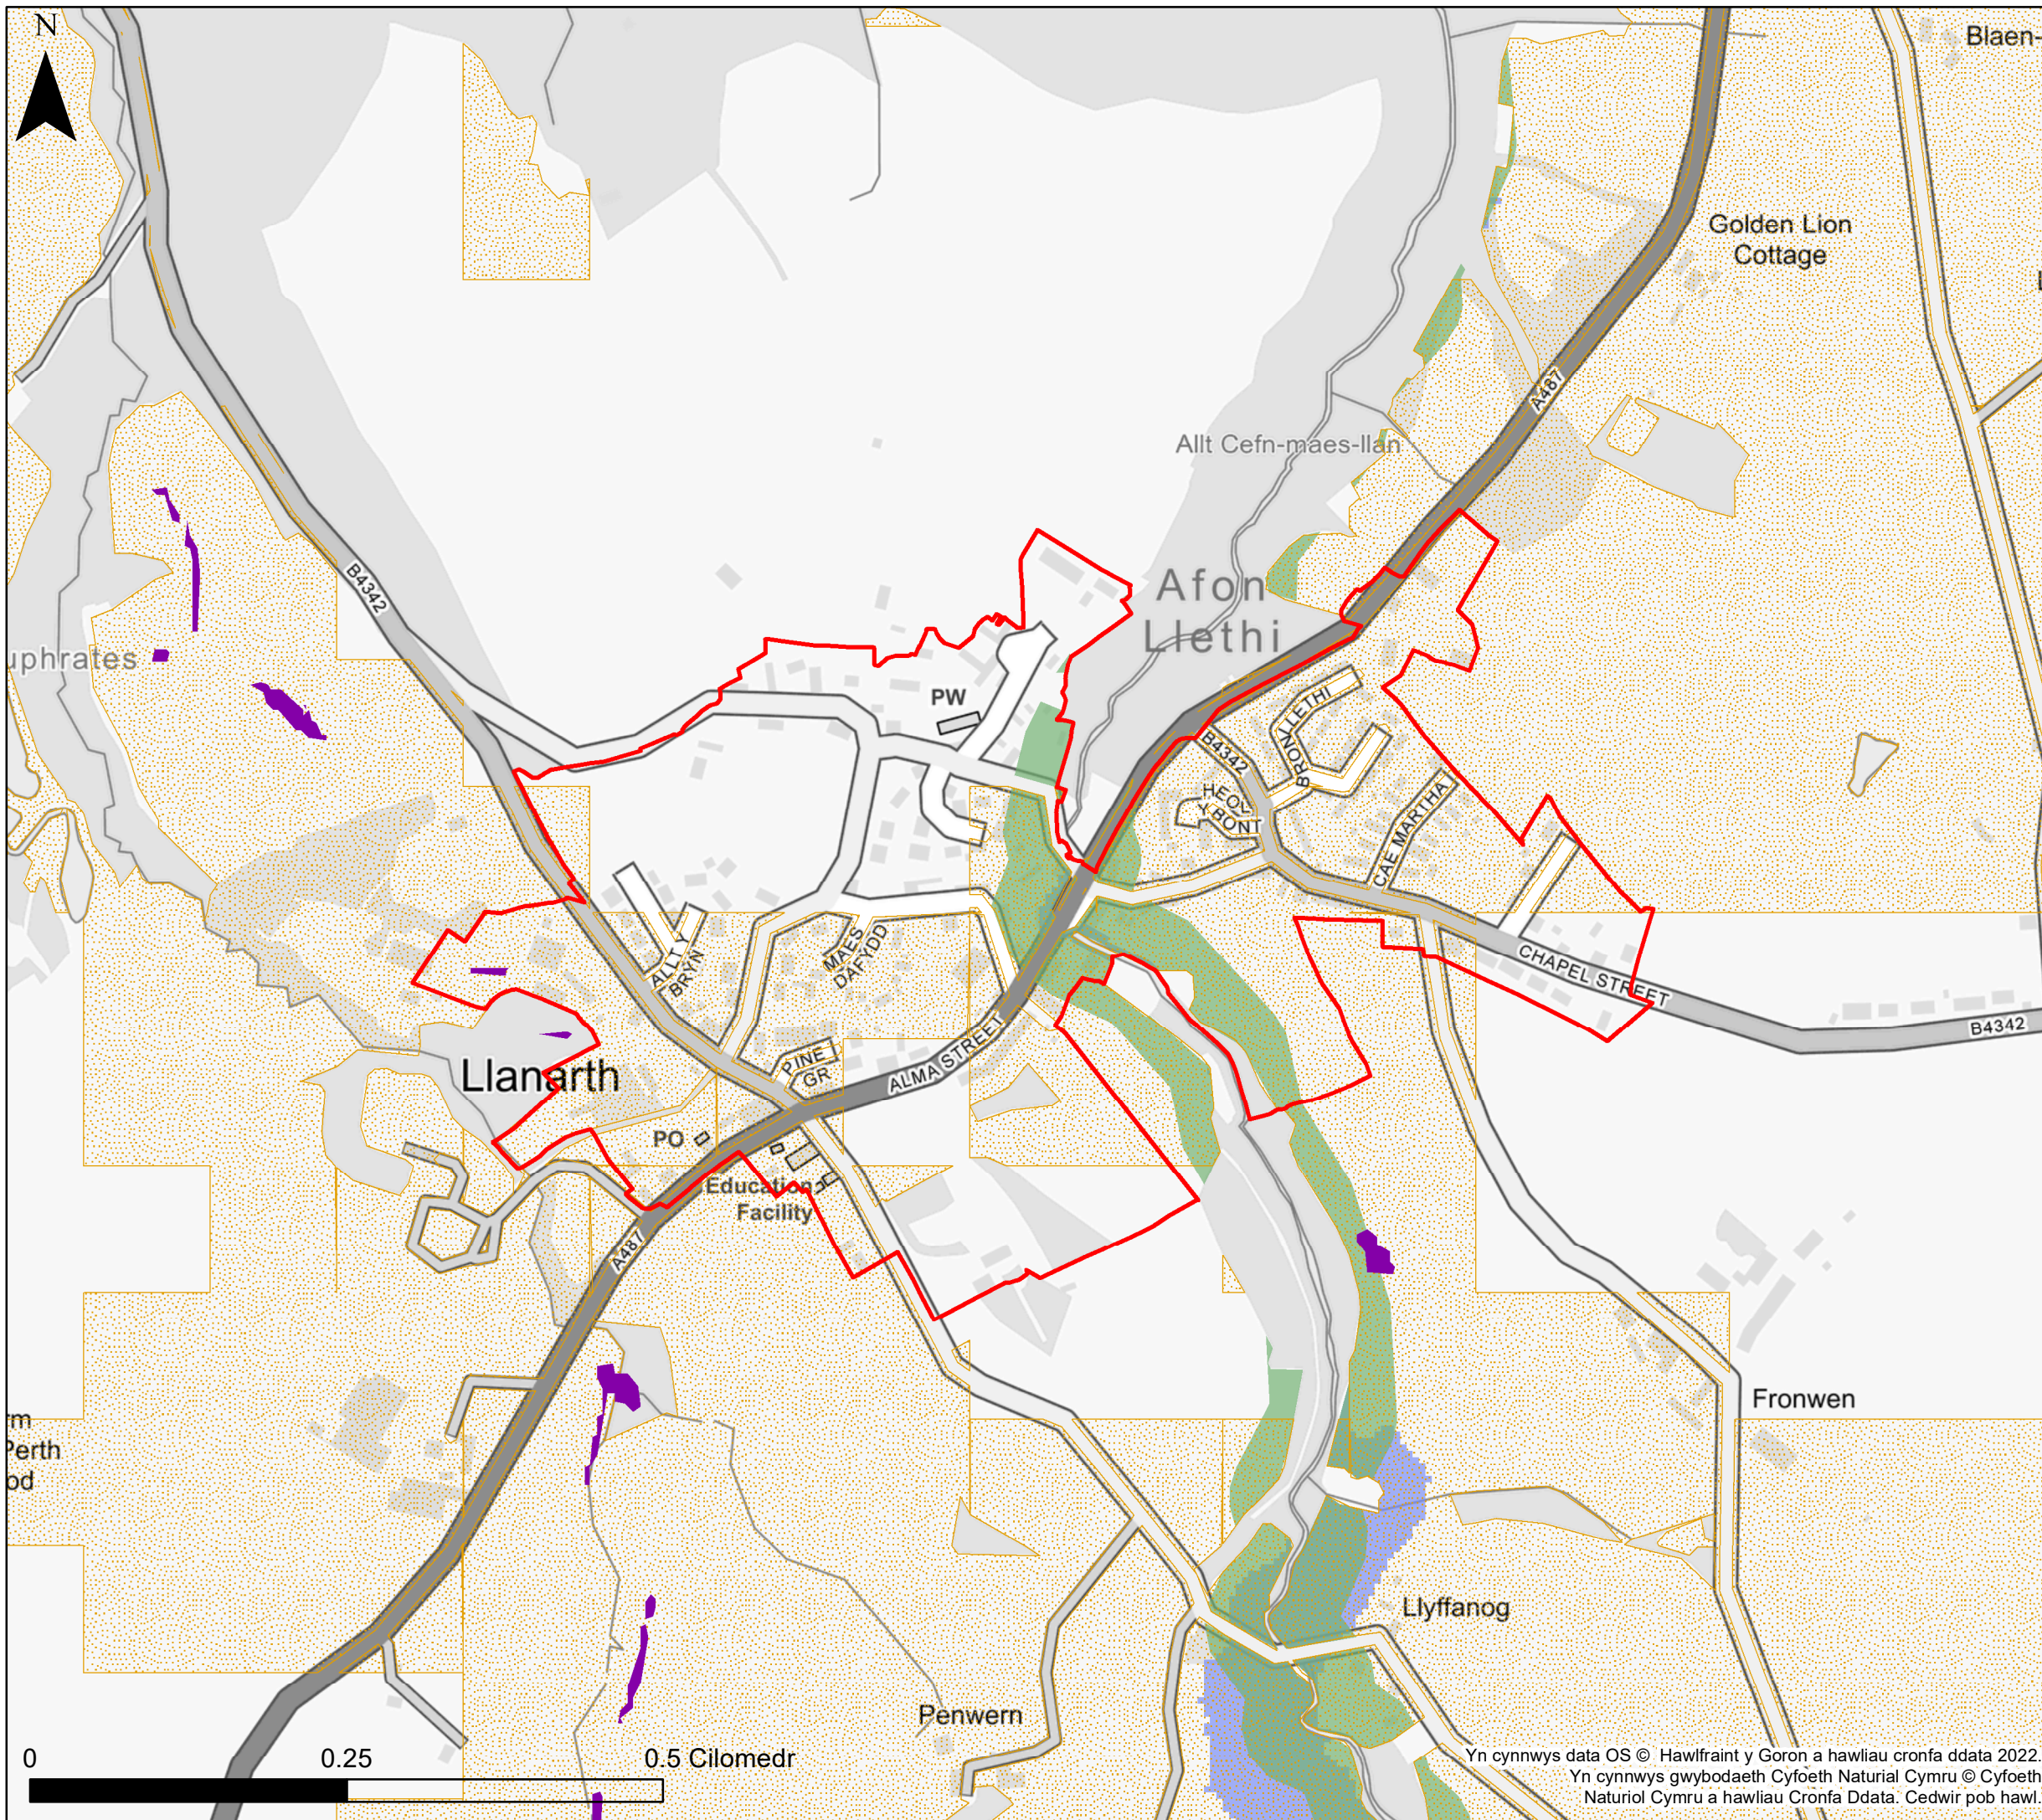 N
Blaen-
Golden Lion
Cottage
A487
Allt Cefn-maes-llan
B4342
Afon
Llethi
uphrates
PW
BRONLLETHI
B4342
HEOL
Y BONT
CAE MARTHA
ALLT Y
BRYN
MAES
DAFYDD
CHAPEL STREET
B4342
Llanarth
PINE
GR
ALMA STREET
PO
Education
Facility
A487
Fronwen
rm
Perth
od
Llyffanog
Penwern
0 0.25 0.5 Cilomedr
Yn cynnwys data OS © Hawlfraint y Goron a hawliau cronfa ddata 2022.
Yn cynnwys gwybodaeth Cyfoeth Naturial Cymru © Cyfoeth
Naturiol Cymru a hawliau Cronfa Ddata. Cedwir pob hawl.